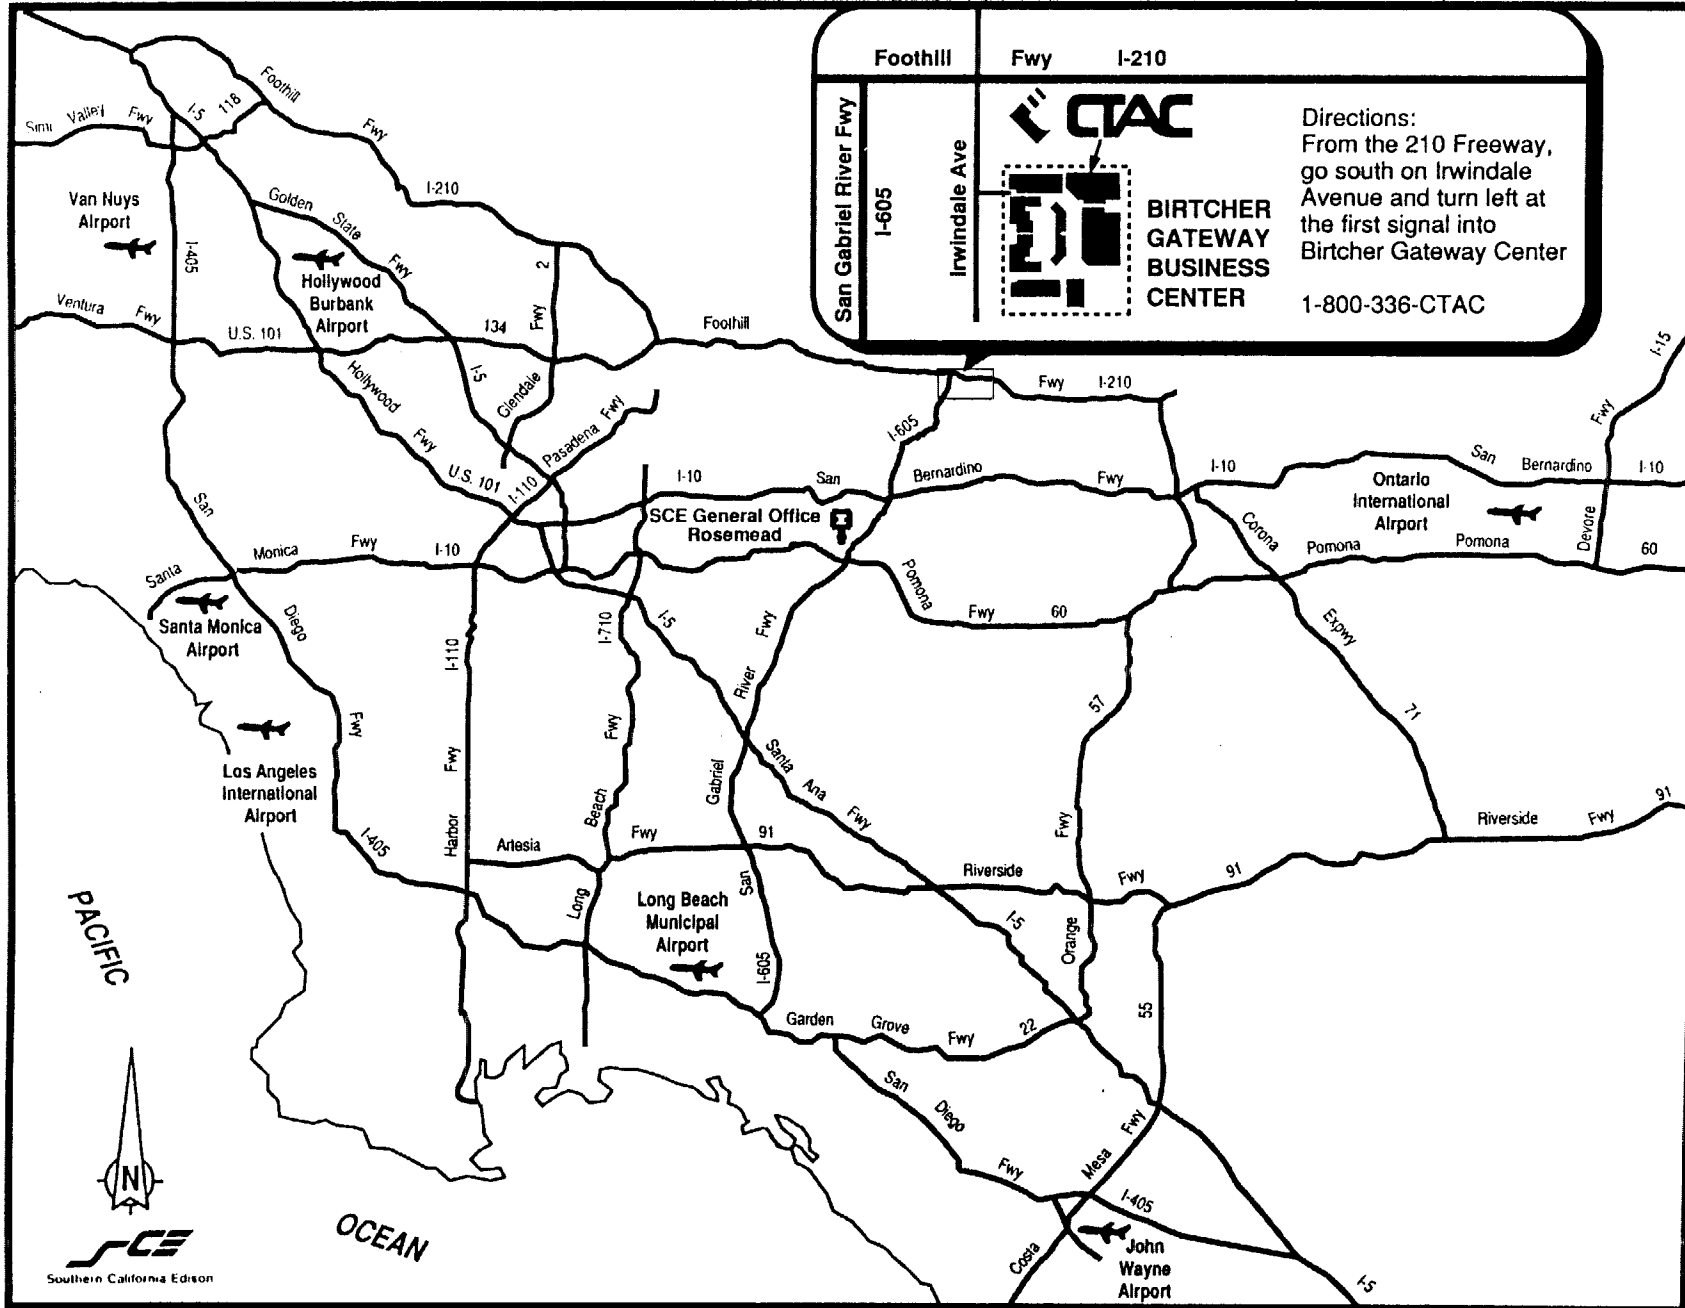 Foothill Fwy I-210
San Gabriel River Fwy
I-605
Irwindale Ave
CTAC
BIRTCHER
GATEWAY
BUSINESS
CENTER
Directions:
From the 210 Freeway,
go south on Irwindale
Avenue and turn left at
the first signal into
Birtcher Gateway Center
1-800-336-CTAC
Foothill
Fwy
I-210
Simi Valley Fwy
I-5
118
Van Nuys
Airport
I-405
Golden State Fwy
Hollywood
Burbank
Airport
2
Glendale Fwy
Ventura Fwy
U.S. 101
134
Foothill
Fwy I-210
I-15
Hollywood Fwy
U.S. 101
I-5
Pasadena Fwy
I-110
I-605
I-10 San Bernardino Fwy I-10
San Bernardino I-10
Ontario
International
Airport
Devore Fwy
SCE General Office
Rosemead
Corona Expwy
71
Pomona Pomona 60
Pomona Fwy 60
San Diego Fwy
Santa Monica Fwy I-10
Santa Monica
Airport
I-110
I-710
I-5
San Gabriel River Fwy
57
Los Angeles
International
Airport
Harbor Fwy
Long Beach Fwy
Santa Ana Fwy
Orange Fwy
I-405
Artesia Fwy 91
Riverside Fwy 91
Riverside Fwy 91
Long Beach
Municipal
Airport
I-605
I-5
55
PACIFIC
OCEAN
Garden Grove Fwy 22
San Diego Fwy
I-405
Costa Mesa Fwy
John
Wayne
Airport
I-5
N
SCE
Southern California Edison